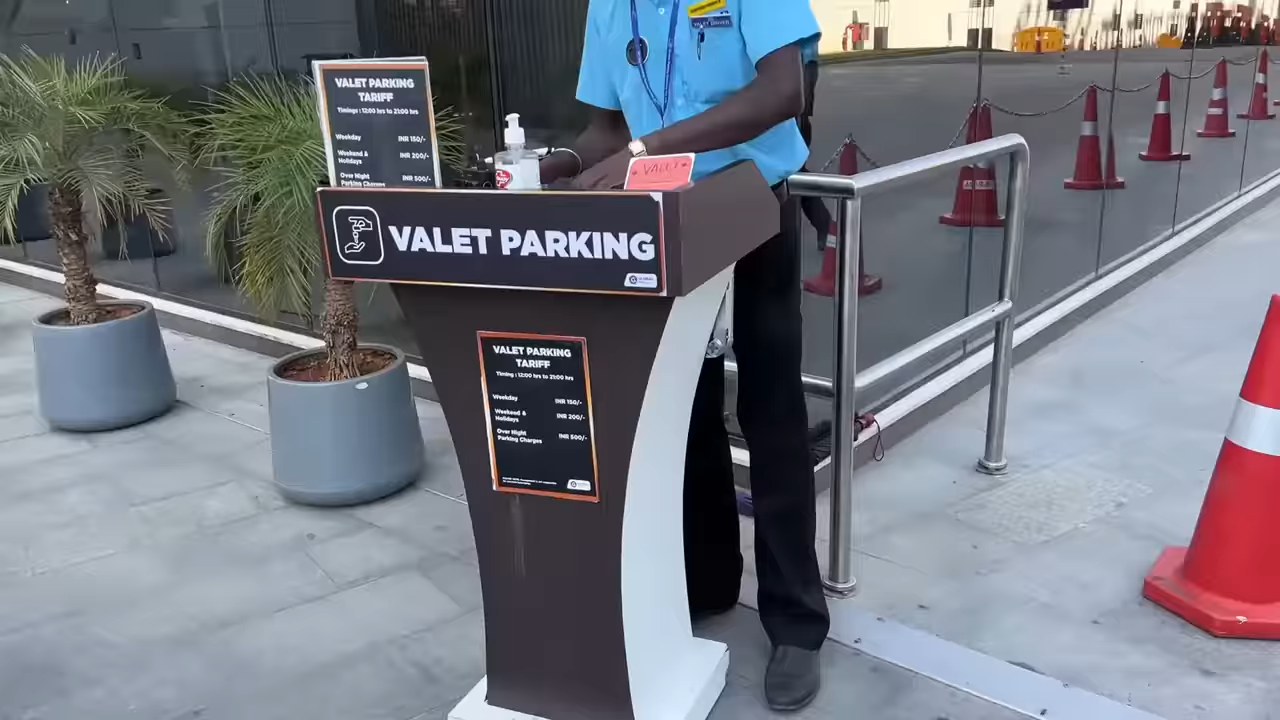 VALET PARKING
TARIFF
Timings : 12:00 hrs to 21:00 hrs
Weekday INR 150/-
Weekend &
Holidays INR 200/-
Over Night
Parking Charges INR 500/-
VALET
VALET PARKING
VALET PARKING
TARIFF
Timing : 12:00 hrs to 21:00 hrs
Weekday INR 150/-
Weekend &
Holidays INR 200/-
Over Night
Parking Charges INR 500/-